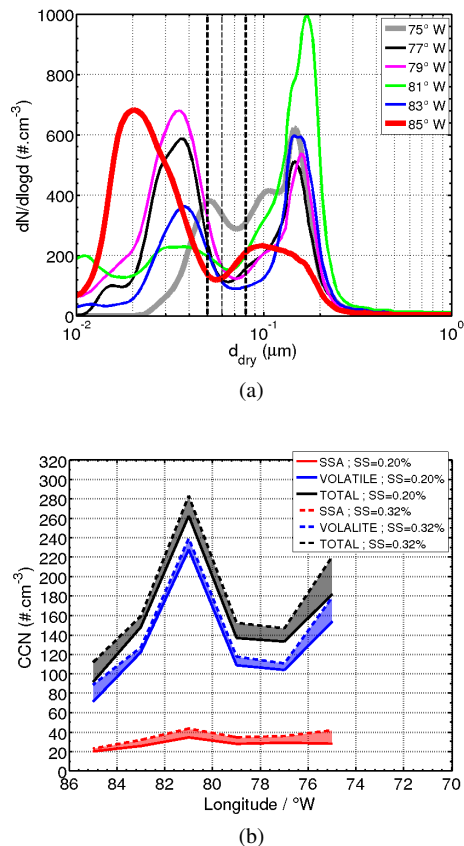 1000
800
600
400
200
0
dN/dlogd (#.cm-3)
75° W
77° W
79° W
81° W
83° W
85° W
10-2
10-1
100
ddry (μm)
(a)
320
300
280
260
240
220
200
180
160
140
120
100
80
60
40
20
0
CCN (#.cm-3)
SSA ; SS=0.20%
VOLATILE ; SS=0.20%
TOTAL ; SS=0.20%
SSA ; SS=0.32%
VOLALITE ; SS=0.32%
TOTAL ; SS=0.32%
86 84 82 80 78 76 74 72 70
Longitude / °W
(b)